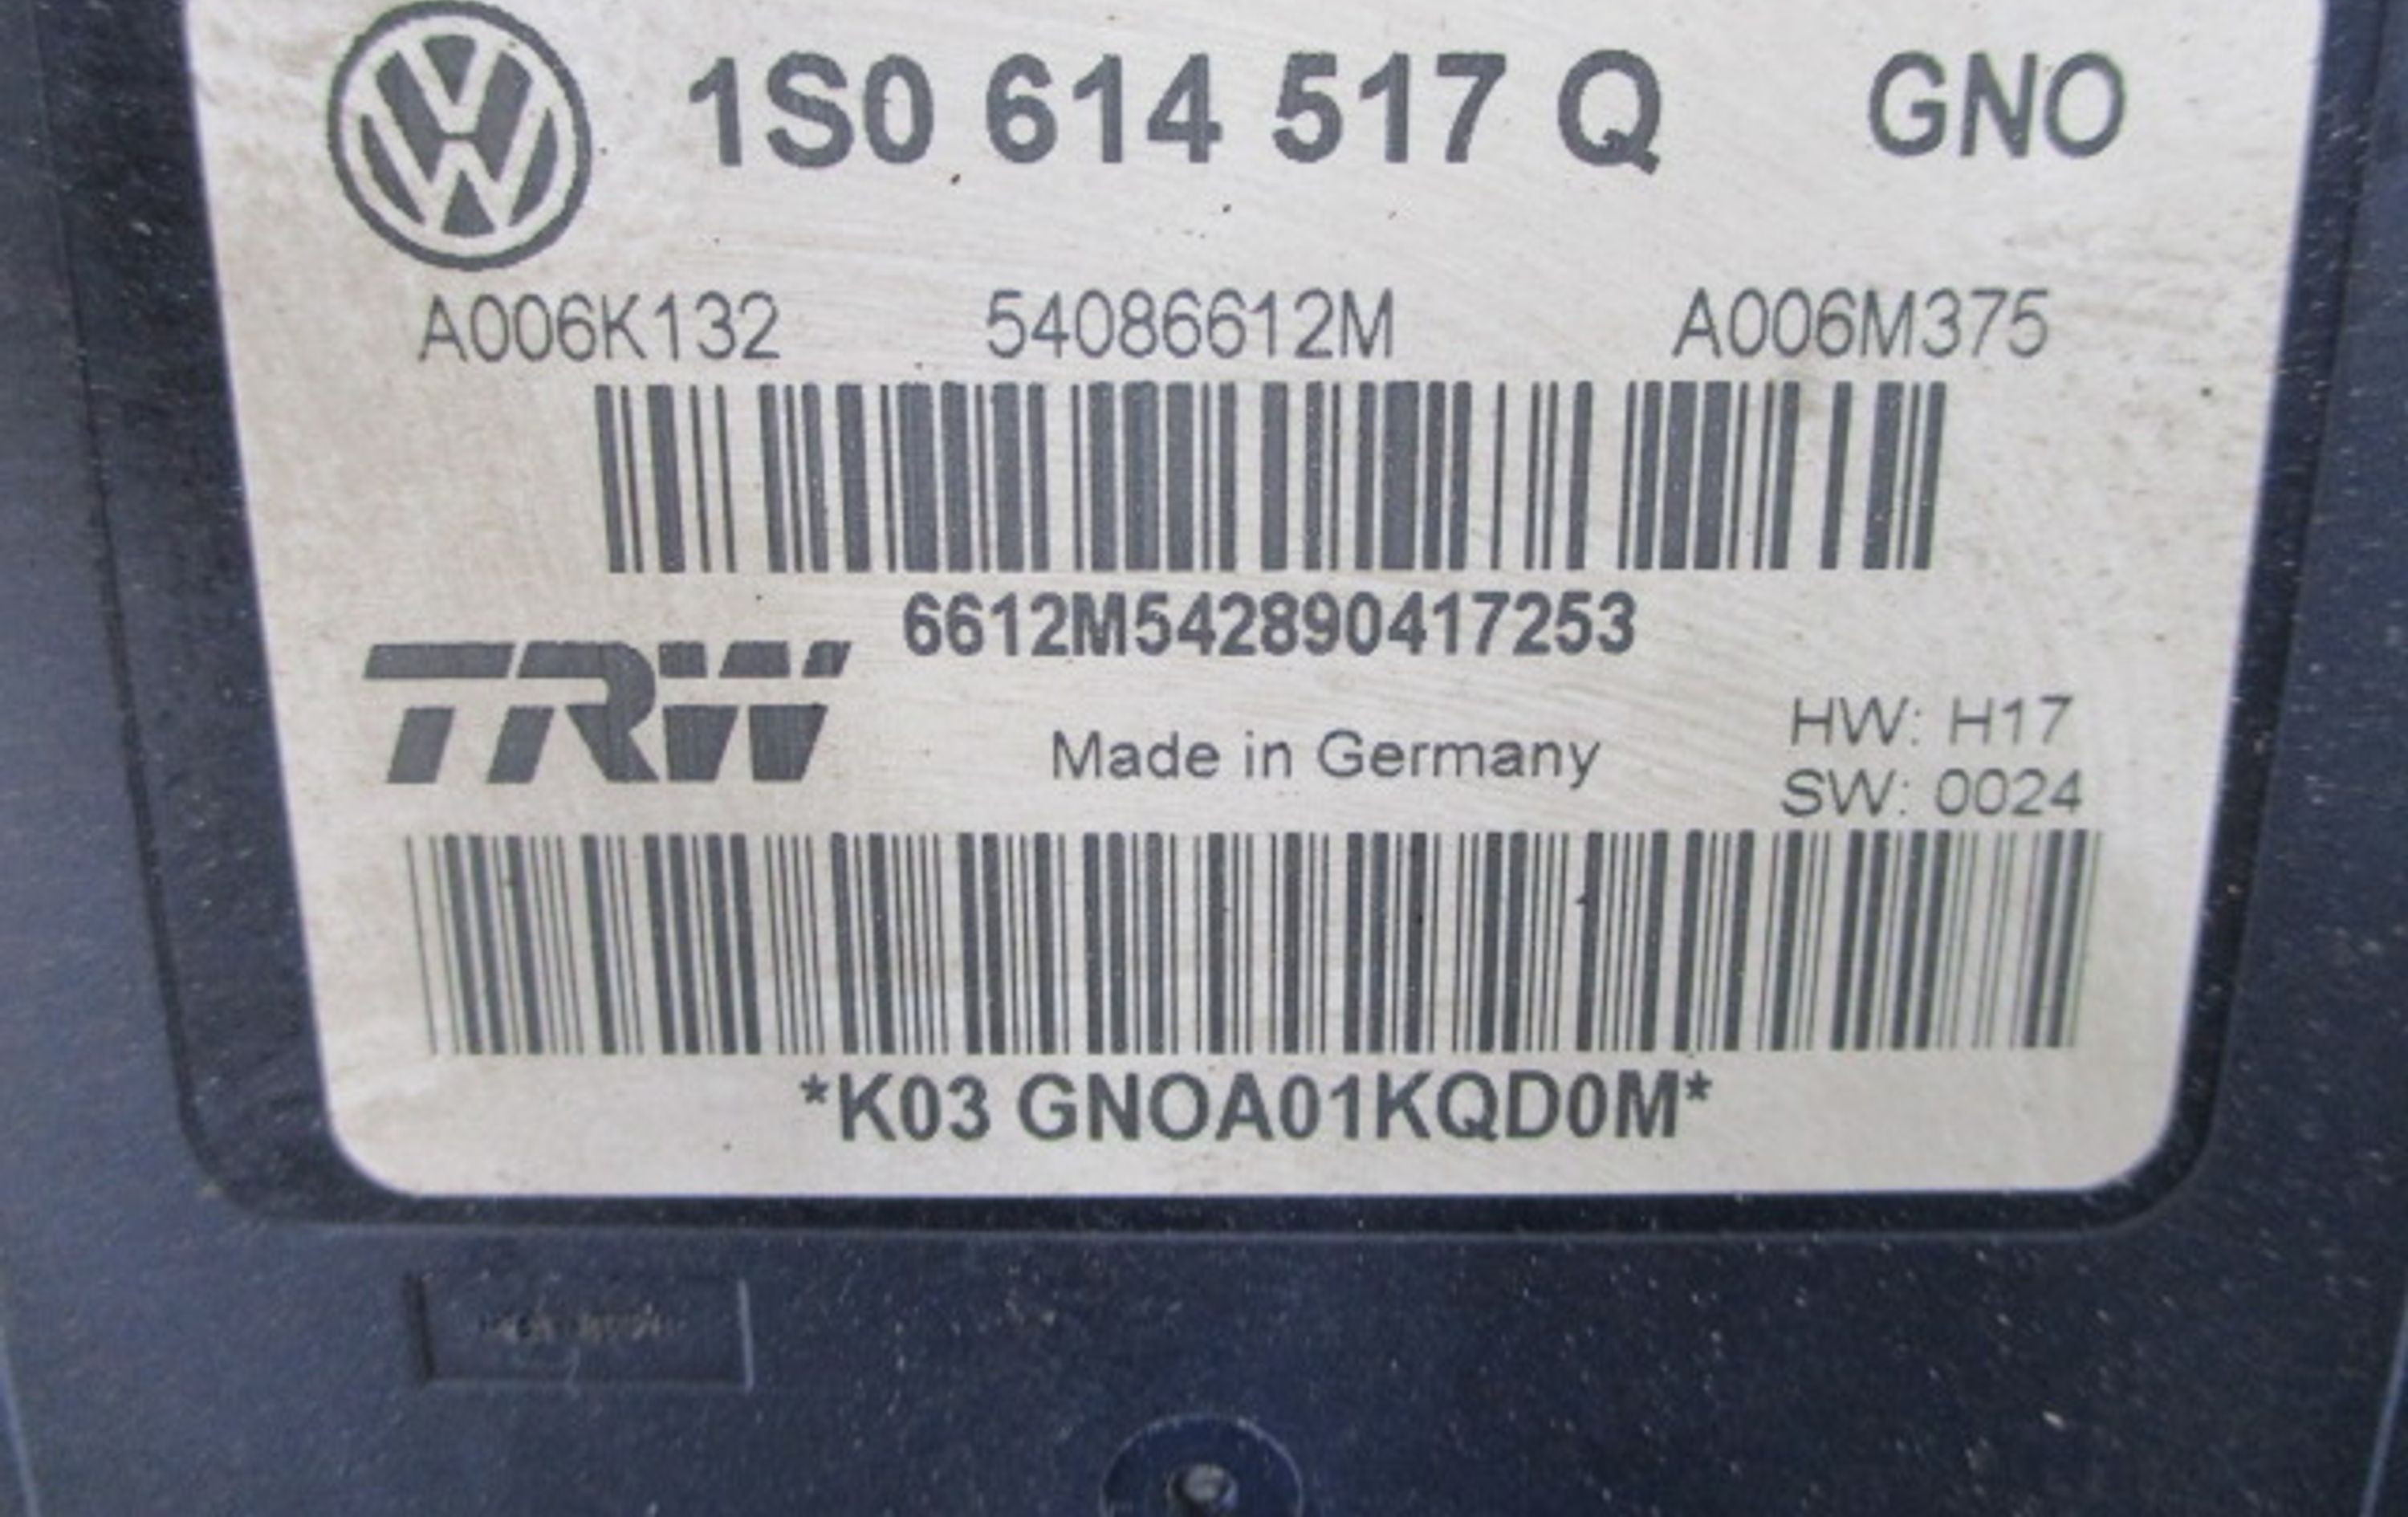 1S0 614 517 Q GNO
A006K132 54086612M A006M375
6612M542890417253
TRW
Made in Germany
HW: H17
SW: 0024
*K03 GNOA01KQD0M*